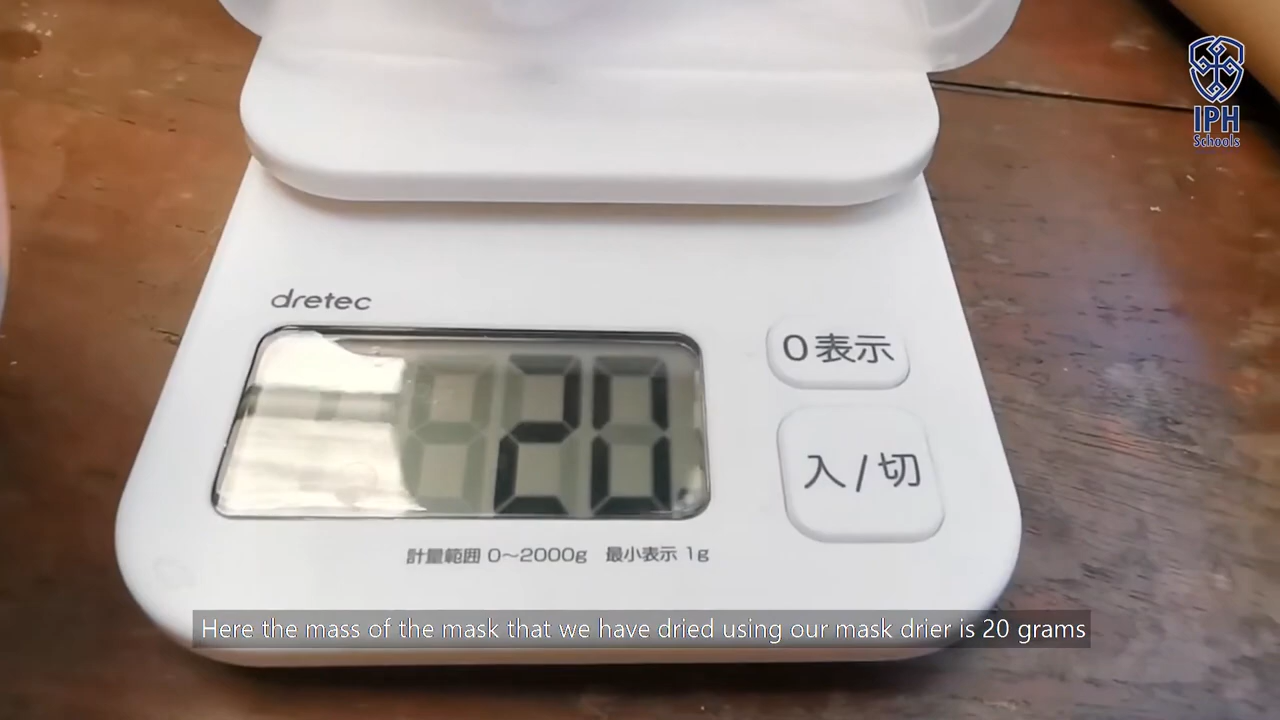 IPH
Schools
dretec
20
0表示
入/切
計量範囲 0〜2000g 最小表示 1g
Here the mass of the mask that we have dried using our mask drier is 20 grams